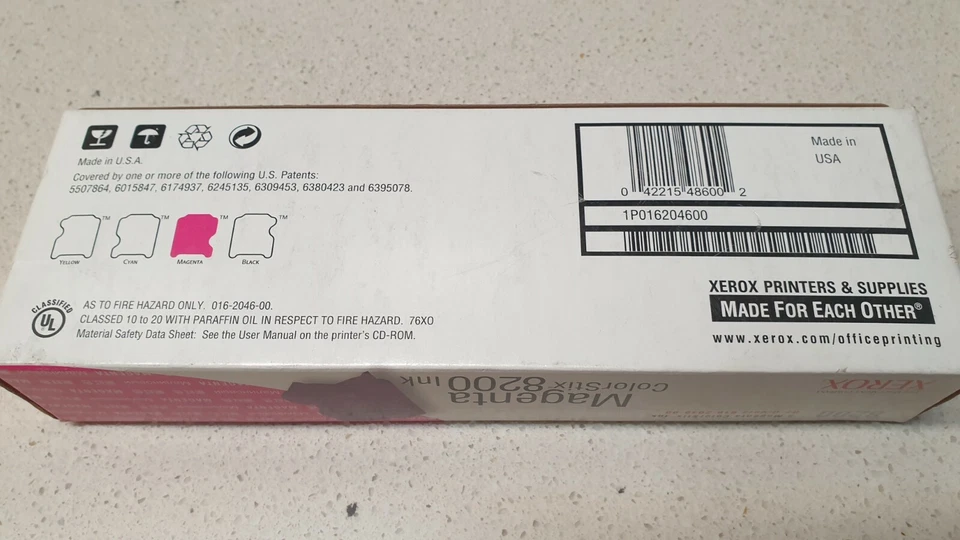 Made in U.S.A.
Covered by one or more of the following U.S. Patents:
5507864, 6015847, 6174937, 6245135, 6309453, 6380423 and 6395078.
TM TM TM TM
YELLOW CYAN MAGENTA BLACK
CLASSIFIED
UL
AS TO FIRE HAZARD ONLY. 016-2046-00.
CLASSED 10 to 20 WITH PARAFFIN OIL IN RESPECT TO FIRE HAZARD. 76XO
Material Safety Data Sheet: See the User Manual on the printer's CD-ROM.
Made in
USA
0 42215 48600 2
1P016204600
XEROX PRINTERS & SUPPLIES
MADE FOR EACH OTHER®
www.xerox.com/officeprinting
XEROX
Magenta
ColorStix® 8200 Ink